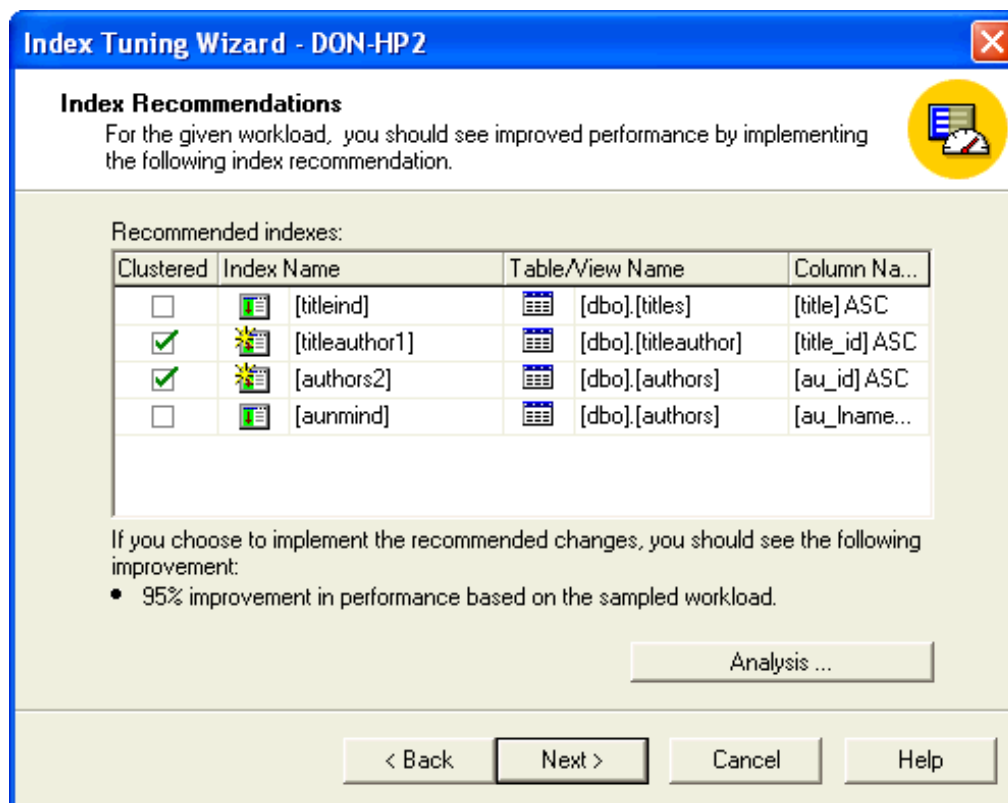 Index Tuning Wizard - DON-HP2
Index Recommendations
For the given workload, you should see improved performance by implementing
the following index recommendation.
Recommended indexes:
Clustered Index Name Table/View Name Column Na...
[titleind] [dbo].[titles] [title] ASC
[titleauthor1] [dbo].[titleauthor] [title_id] ASC
[authors2] [dbo].[authors] [au_id] ASC
[aunmind] [dbo].[authors] [au_lname...
If you choose to implement the recommended changes, you should see the following
improvement:
• 95% improvement in performance based on the sampled workload.
Analysis ...
< Back Next > Cancel Help